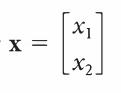 x = [x₁
x₂]